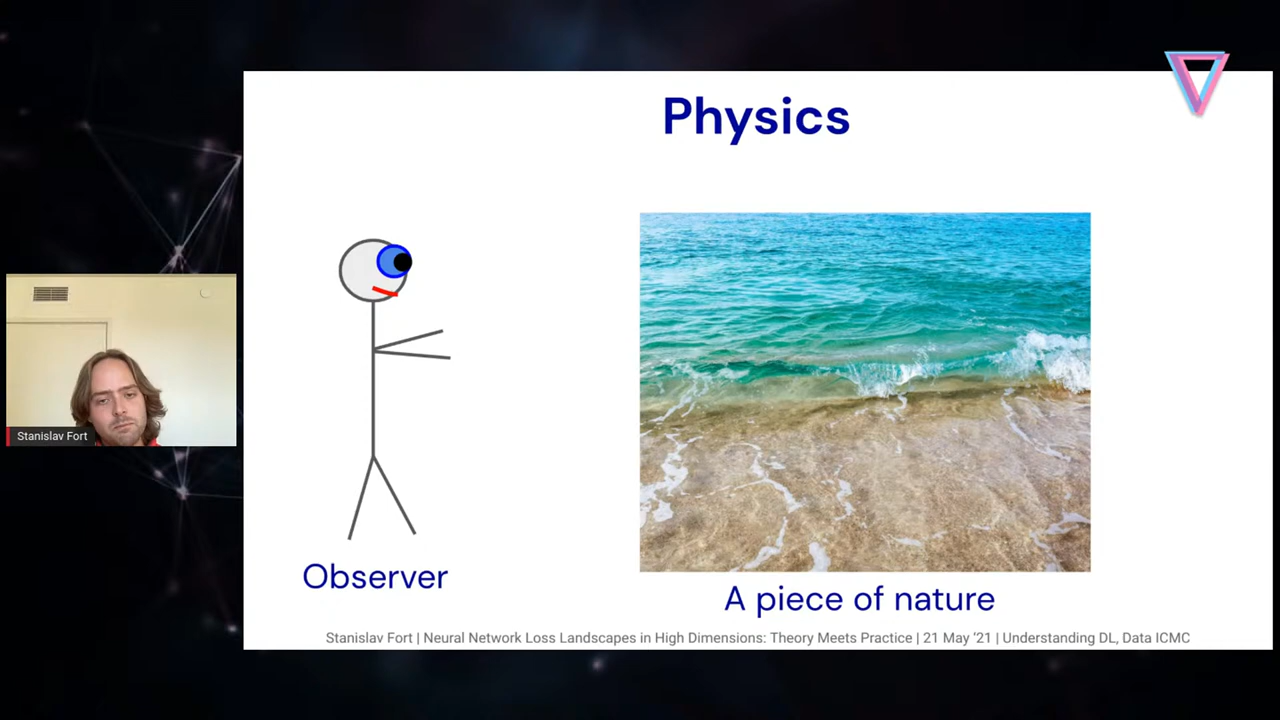 Physics
Stanislav Fort
Observer
A piece of nature
Stanislav Fort | Neural Network Loss Landscapes in High Dimensions: Theory Meets Practice | 21 May ‘21 | Understanding DL, Data ICMC